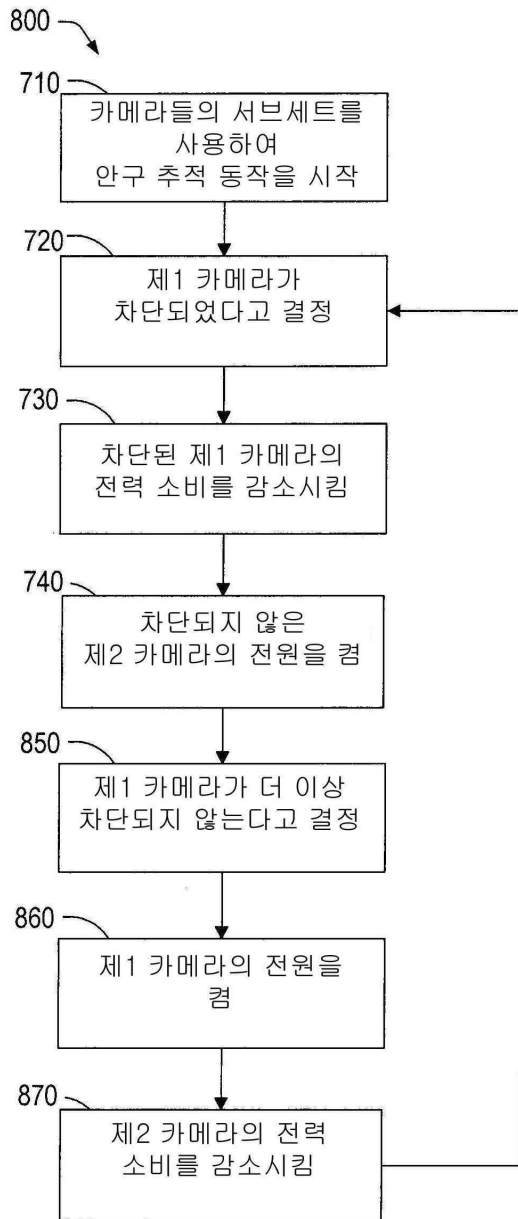 800
710
카메라들의 서브세트를
사용하여
안구 추적 동작을 시작
720
제1 카메라가
차단되었다고 결정
730
차단된 제1 카메라의
전력 소비를 감소시킴
740
차단되지 않은
제2 카메라의 전원을 켬
850
제1 카메라가 더 이상
차단되지 않는다고 결정
860
제1 카메라의 전원을
켬
870
제2 카메라의 전력
소비를 감소시킴